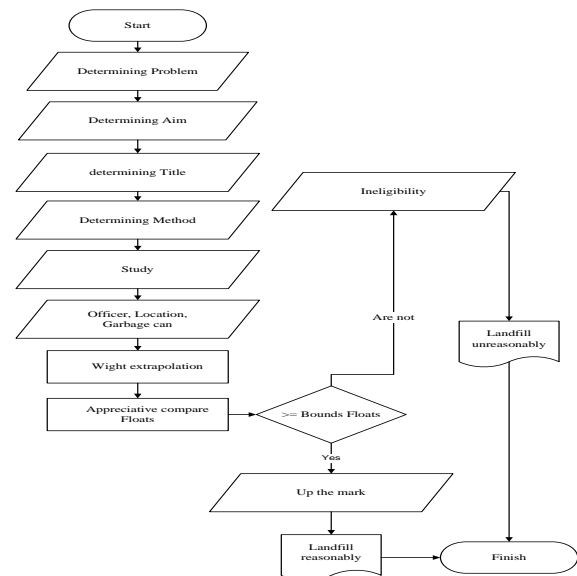 Start
Determining Problem
Determining Aim
determining Title
Determining Method
Study
Officer, Location,
Garbage can
Wight extrapolation
Appreciative compare
Floats
>= Bounds Floats
Are not
Ineligibility
Landfill
unreasonably
Yes
Up the mark
Landfill
reasonably
Finish